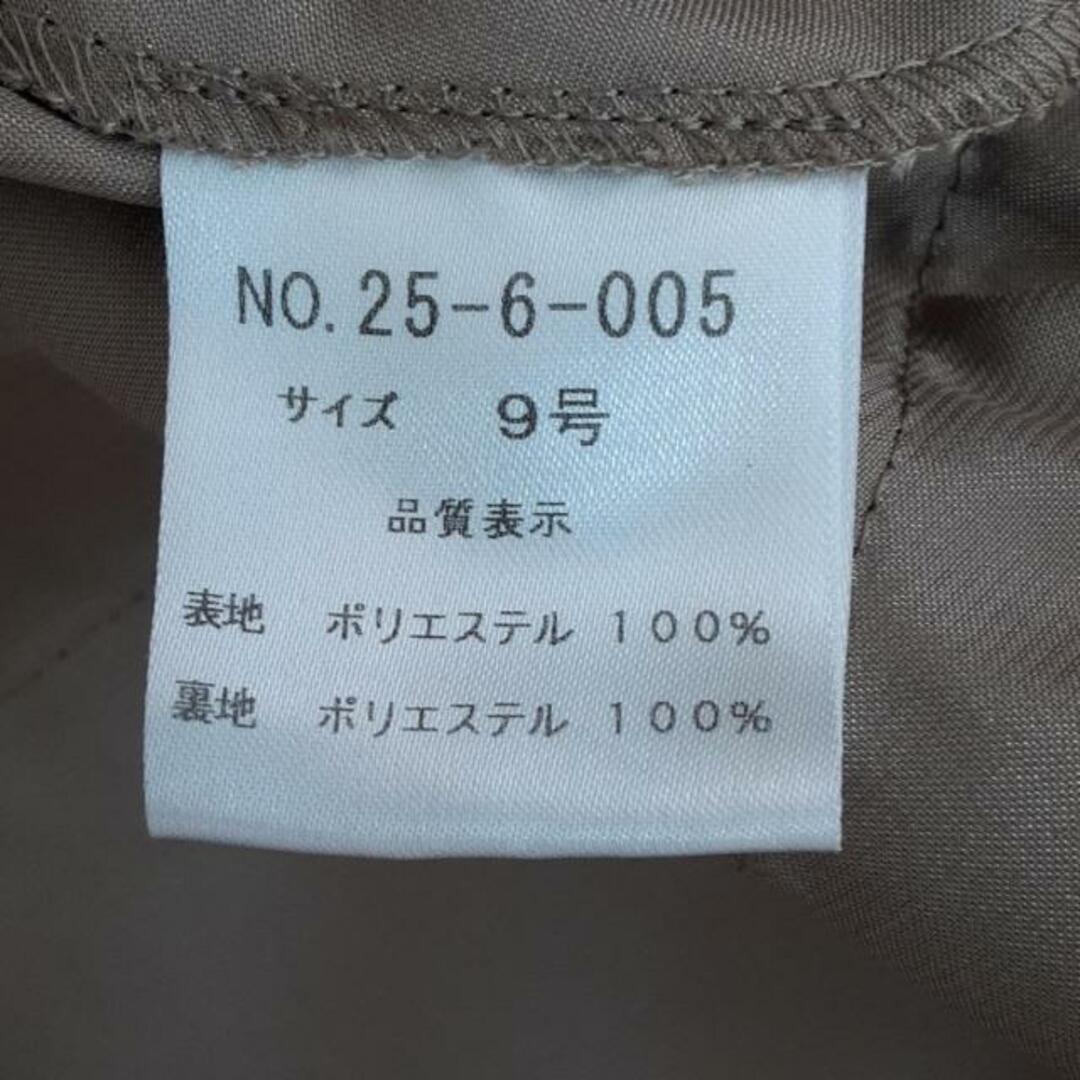 NO.25-6-005
サイズ 9号
品質表示
表地 ポリエステル 100%
裏地 ポリエステル 100%